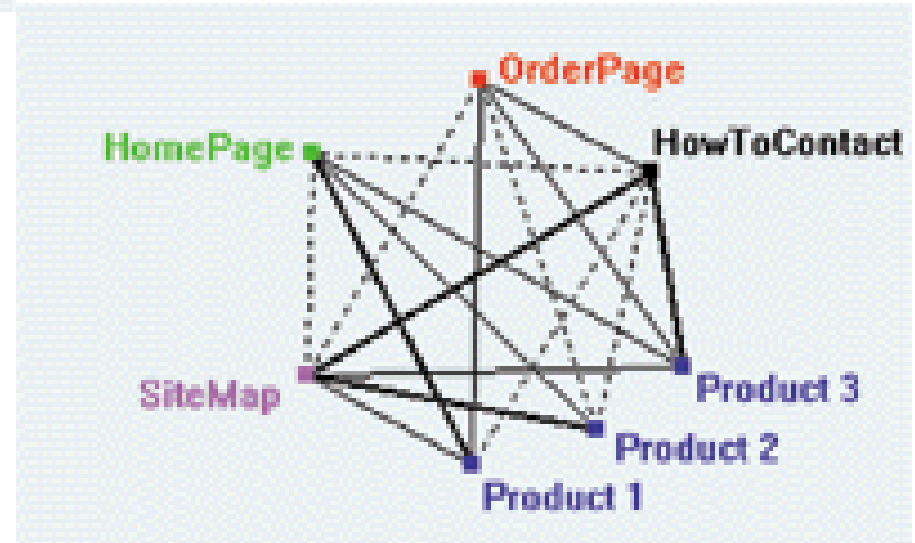 OrderPage
HomePage
HowToContact
SiteMap
Product 3
Product 2
Product 1